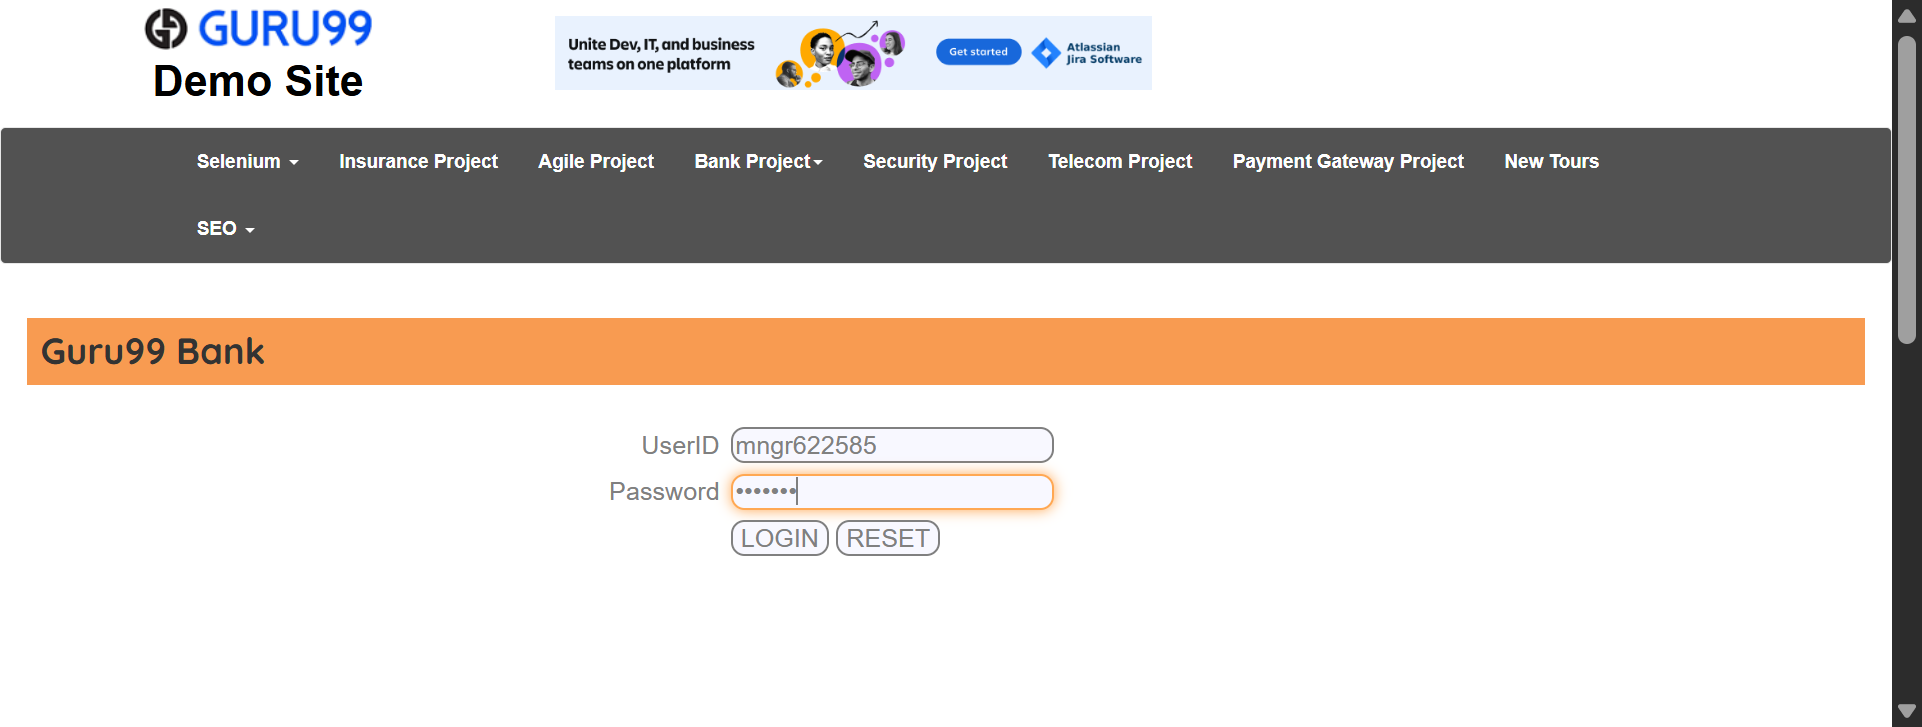 GURU99
Demo Site
Unite Dev, IT, and business
teams on one platform
Get started
Atlassian
Jira Software
Selenium
Insurance Project
Agile Project
Bank Project
Security Project
Telecom Project
Payment Gateway Project
New Tours
SEO
Guru99 Bank
UserID mngr622585
Password •••••••
LOGIN RESET